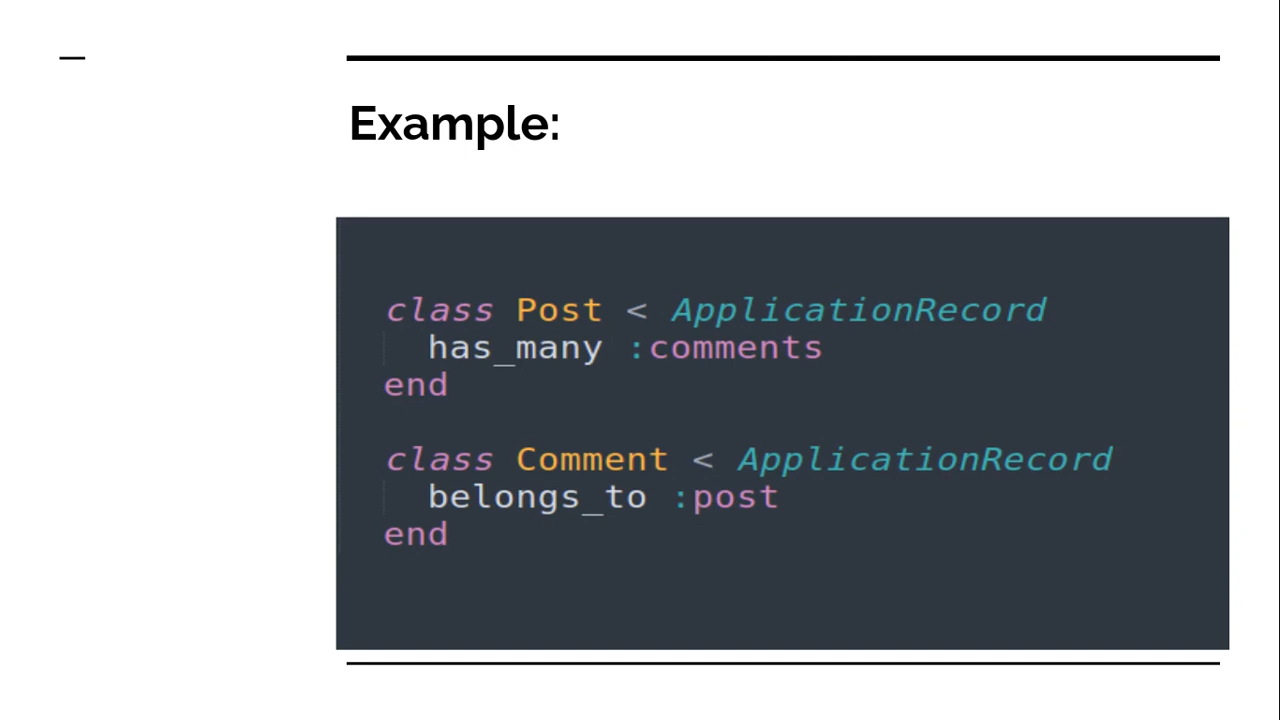 Example:
class Post < ApplicationRecord
  has_many :comments
end
class Comment < ApplicationRecord
  belongs_to :post
end